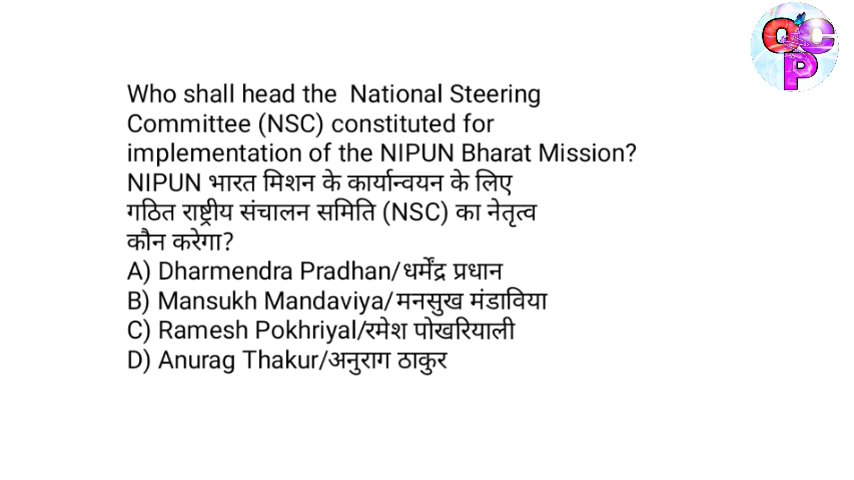 QCP
Who shall head the National Steering
Committee (NSC) constituted for
implementation of the NIPUN Bharat Mission?
NIPUN भारत मिशन के कार्यान्वयन के लिए
गठित राष्ट्रीय संचालन समिति (NSC) का नेतृत्व
कौन करेगा?
A) Dharmendra Pradhan/धर्मेंद्र प्रधान
B) Mansukh Mandaviya/मनसुख मंडाविया
C) Ramesh Pokhriyal/रमेश पोखरियाली
D) Anurag Thakur/अनुराग ठाकुर